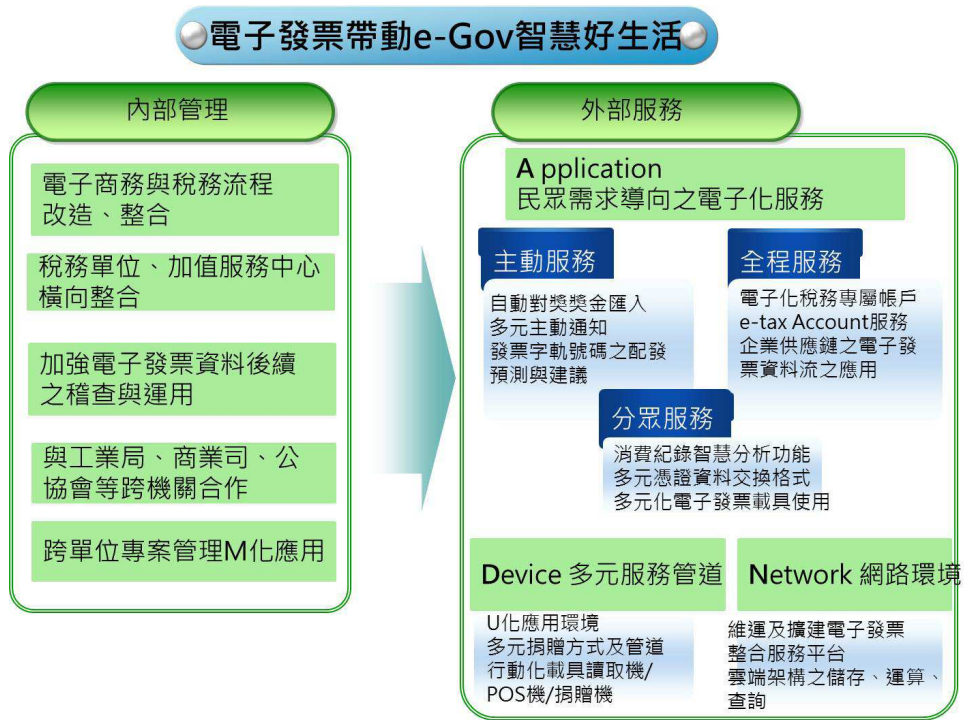 電子發票帶動e-Gov智慧好生活
內部管理
電子商務與稅務流程
改造、整合
稅務單位、加值服務中心
橫向整合
加強電子發票資料後續
之稽查與運用
與工業局、商業司、公
協會等跨機關合作
跨單位專案管理M化應用
外部服務
A pplication
民眾需求導向之電子化服務
主動服務
自動對獎獎金匯入
多元主動通知
發票字軌號碼之配發
預測與建議
全程服務
電子化稅務專屬帳戶
e-tax Account服務
企業供應鏈之電子發
票資料流之應用
分眾服務
消費紀錄智慧分析功能
多元憑證資料交換格式
多元化電子發票載具使用
Device 多元服務管道
U化應用環境
多元捐贈方式及管道
行動化載具讀取機/
POS機/捐贈機
Network 網路環境
維運及擴建電子發票
整合服務平台
雲端架構之儲存、運算、
查詢